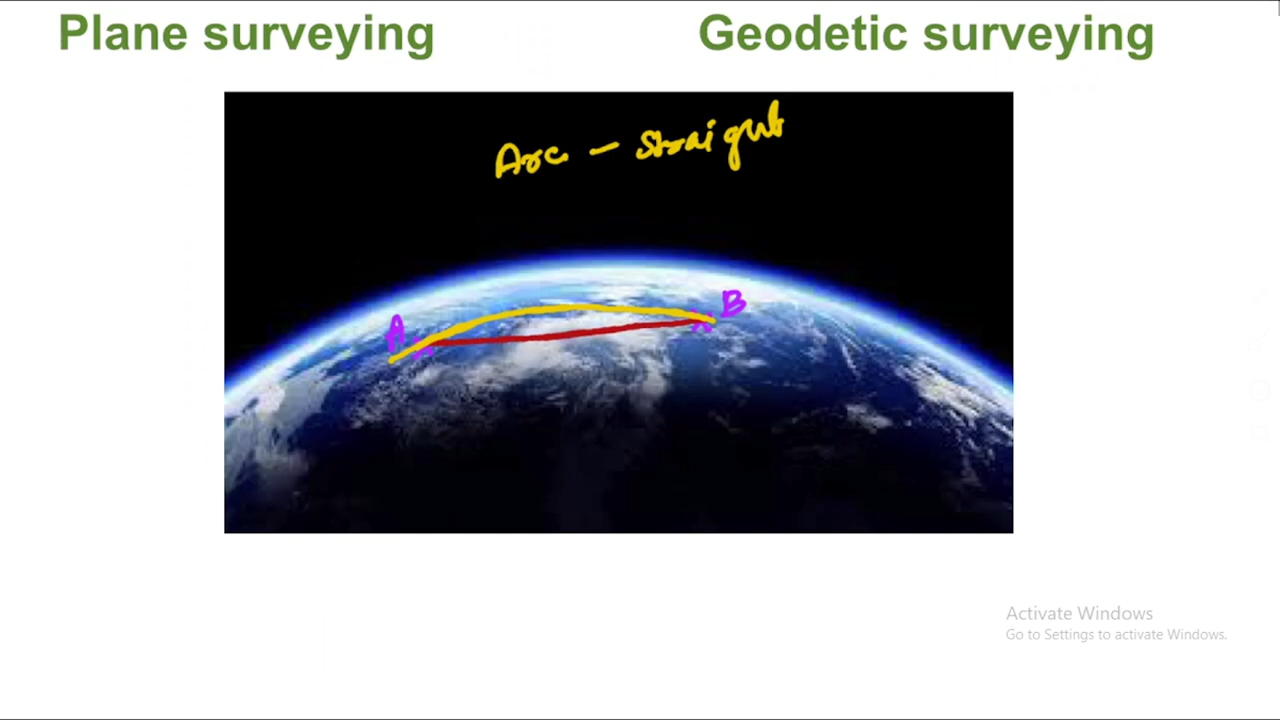 Plane surveying
Geodetic surveying
Arc - straight
A
B
Activate Windows
Go to Settings to activate Windows.